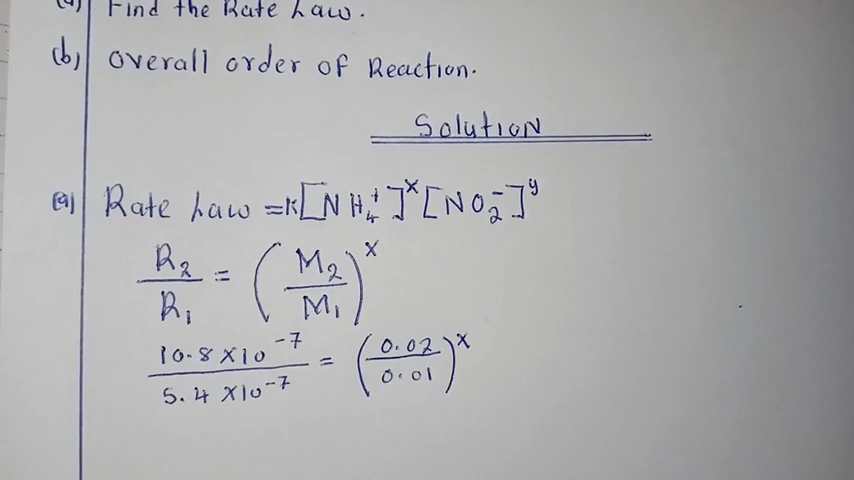 (a) Find the Rate Law.
(b) Overall order of Reaction.
Solution
(a) Rate Law = K[NH₄⁺]ˣ[NO₂⁻]ʸ
R₂/R₁ = (M₂/M₁)ˣ
10.8 × 10⁻⁷/5.4 × 10⁻⁷ = (0.02/0.01)ˣ